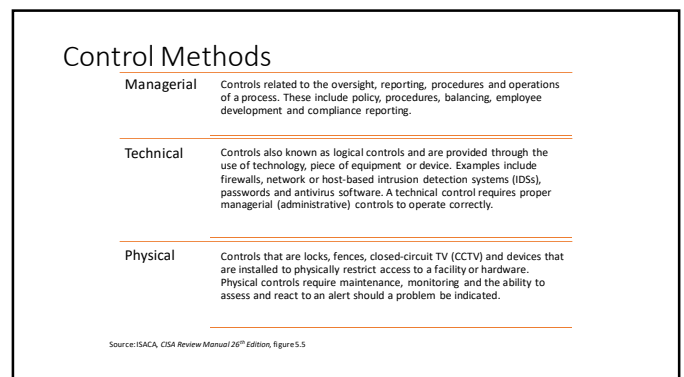 Control Methods
Managerial
Controls related to the oversight, reporting, procedures and operations
of a process. These include policy, procedures, balancing, employee
development and compliance reporting.
Technical
Controls also known as logical controls and are provided through the
use of technology, piece of equipment or device. Examples include
firewalls, network or host-based intrusion detection systems (IDSs),
passwords and antivirus software. A technical control requires proper
managerial (administrative) controls to operate correctly.
Physical
Controls that are locks, fences, closed-circuit TV (CCTV) and devices that
are installed to physically restrict access to a facility or hardware.
Physical controls require maintenance, monitoring and the ability to
assess and react to an alert should a problem be indicated.
Source: ISACA, CISA Review Manual 26th Edition, figure 5.5